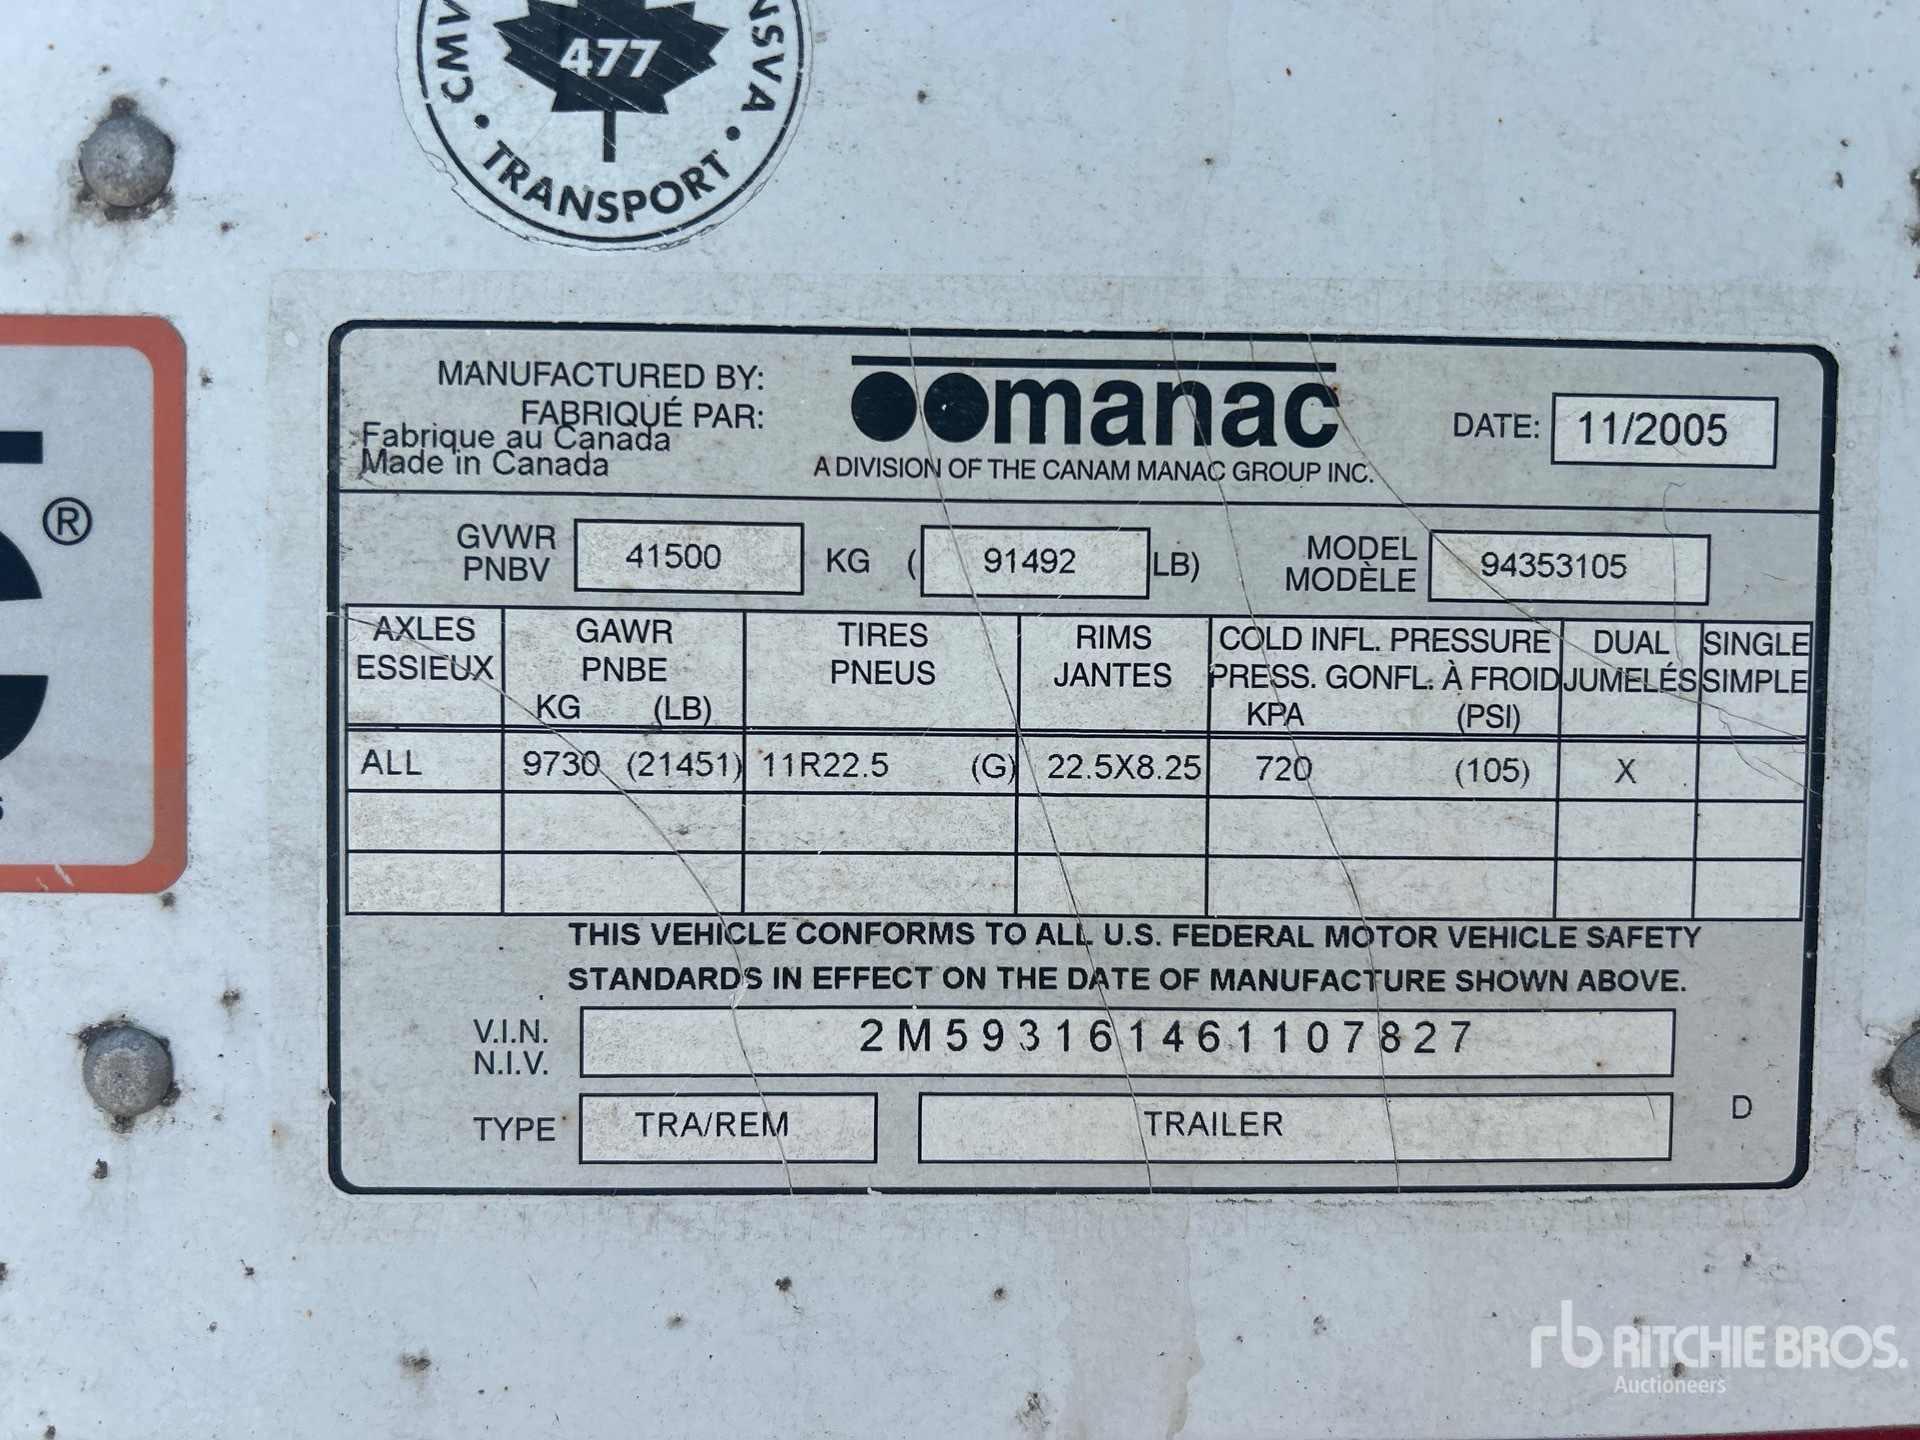 CMV
NSVA
477
• TRANSPORT •
®
MANUFACTURED BY:
FABRIQUÉ PAR:
Fabrique au Canada
Made in Canada
manac
A DIVISION OF THE CANAM MANAC GROUP INC.
DATE: 11/2005
GVWR
PNBV
41500 KG ( 91492 LB)
MODEL
MODÈLE
94353105
AXLES
ESSIEUX
GAWR
PNBE
KG (LB)
TIRES
PNEUS
RIMS
JANTES
COLD INFL. PRESSURE
PRESS. GONFL. À FROID
KPA (PSI)
DUAL
JUMELÉS
SINGLE
SIMPLE
ALL 9730 (21451) 11R22.5 (G) 22.5X8.25 720 (105) X
THIS VEHICLE CONFORMS TO ALL U.S. FEDERAL MOTOR VEHICLE SAFETY
STANDARDS IN EFFECT ON THE DATE OF MANUFACTURE SHOWN ABOVE.
V.I.N.
N.I.V.
2M593161461107827
TYPE TRA/REM TRAILER D
rb RITCHIE BROS.
Auctioneers